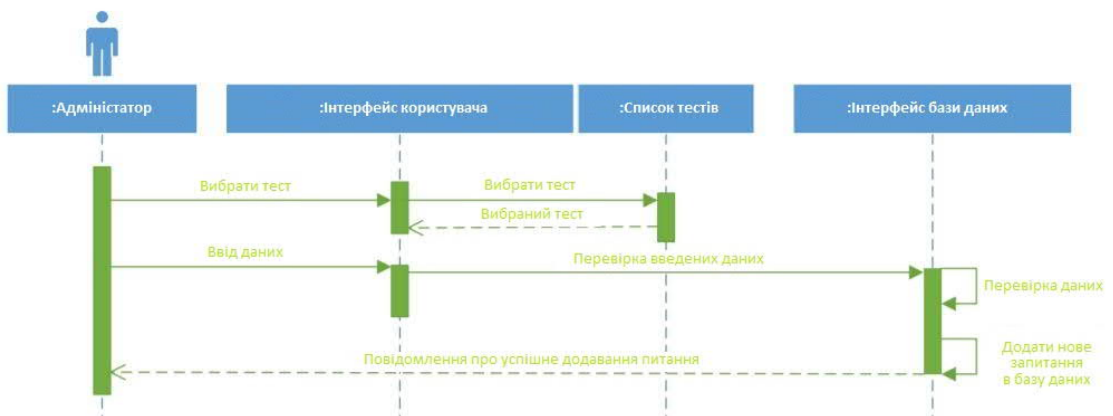 :Адміністатор
:Інтерфейс користувача
:Список тестів
:Інтерфейс бази даних
Вибрати тест
Вибрати тест
Вибраний тест
Ввід даних
Перевірка введених даних
Перевірка даних
Повідомлення про успішне додавання питання
Додати нове
запитання
в базу даних